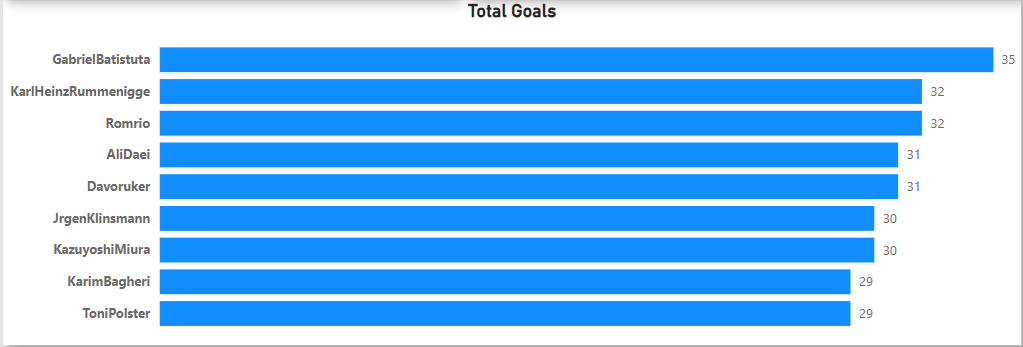 Total Goals
GabrielBatistuta 35
KarlHeinzRummenigge 32
Romrio 32
AliDaei 31
Davoruker 31
JrgenKlinsmann 30
KazuyoshiMiura 30
KarimBagheri 29
ToniPolster 29